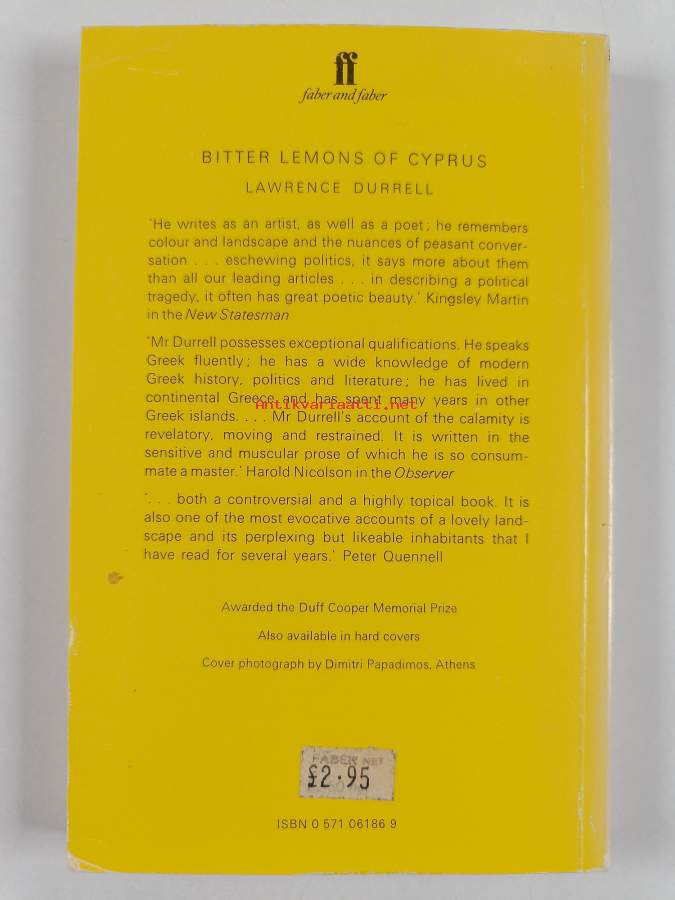 ff
faber and faber
BITTER LEMONS OF CYPRUS
LAWRENCE DURRELL
'He writes as an artist, as well as a poet; he remembers
colour and landscape and the nuances of peasant conver-
sation . . . eschewing politics, it says more about them
than all our leading articles . . . in describing a political
tragedy, it often has great poetic beauty.' Kingsley Martin
in the New Statesman
'Mr Durrell possesses exceptional qualifications. He speaks
Greek fluently; he has a wide knowledge of modern
Greek history, politics and literature; he has lived in
continental Greece and has spent many years in other
antikvariaatti.net
Greek islands. . . . Mr Durrell's account of the calamity is
revelatory, moving and restrained. It is written in the
sensitive and muscular prose of which he is so consum-
mate a master.' Harold Nicolson in the Observer
'. . . both a controversial and a highly topical book. It is
also one of the most evocative accounts of a lovely land-
scape and its perplexing but likeable inhabitants that I
have read for several years.' Peter Quennell
Awarded the Duff Cooper Memorial Prize
Also available in hard covers
Cover photograph by Dimitri Papadimos, Athens
FABER NET
£2.95
ISBN 0 571 06186 9